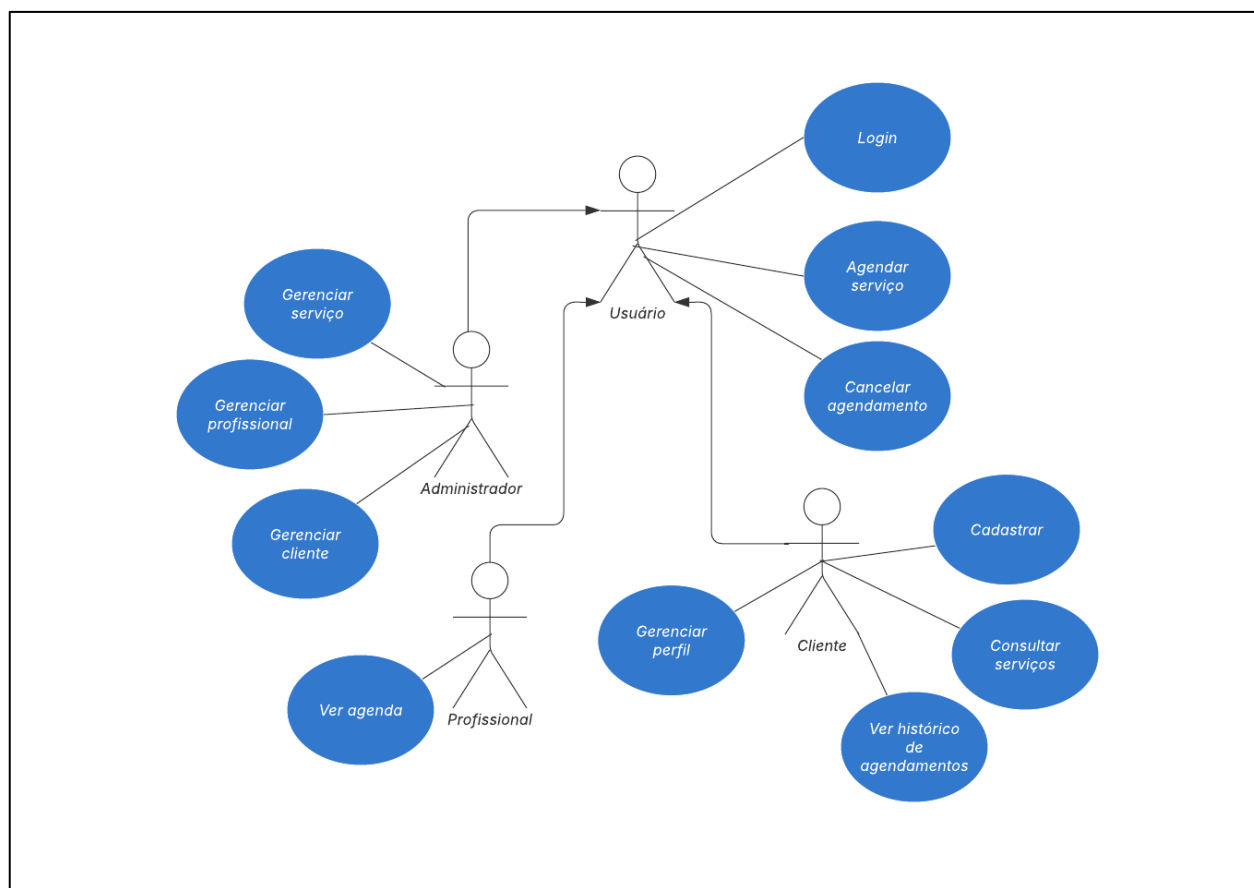 Login
Agendar
serviço
Usuário
Gerenciar
serviço
Cancelar
agendamento
Gerenciar
profissional
Administrador
Gerenciar
cliente
Cadastrar
Gerenciar
perfil
Cliente
Consultar
serviços
Ver agenda
Profissional
Ver histórico
de
agendamentos